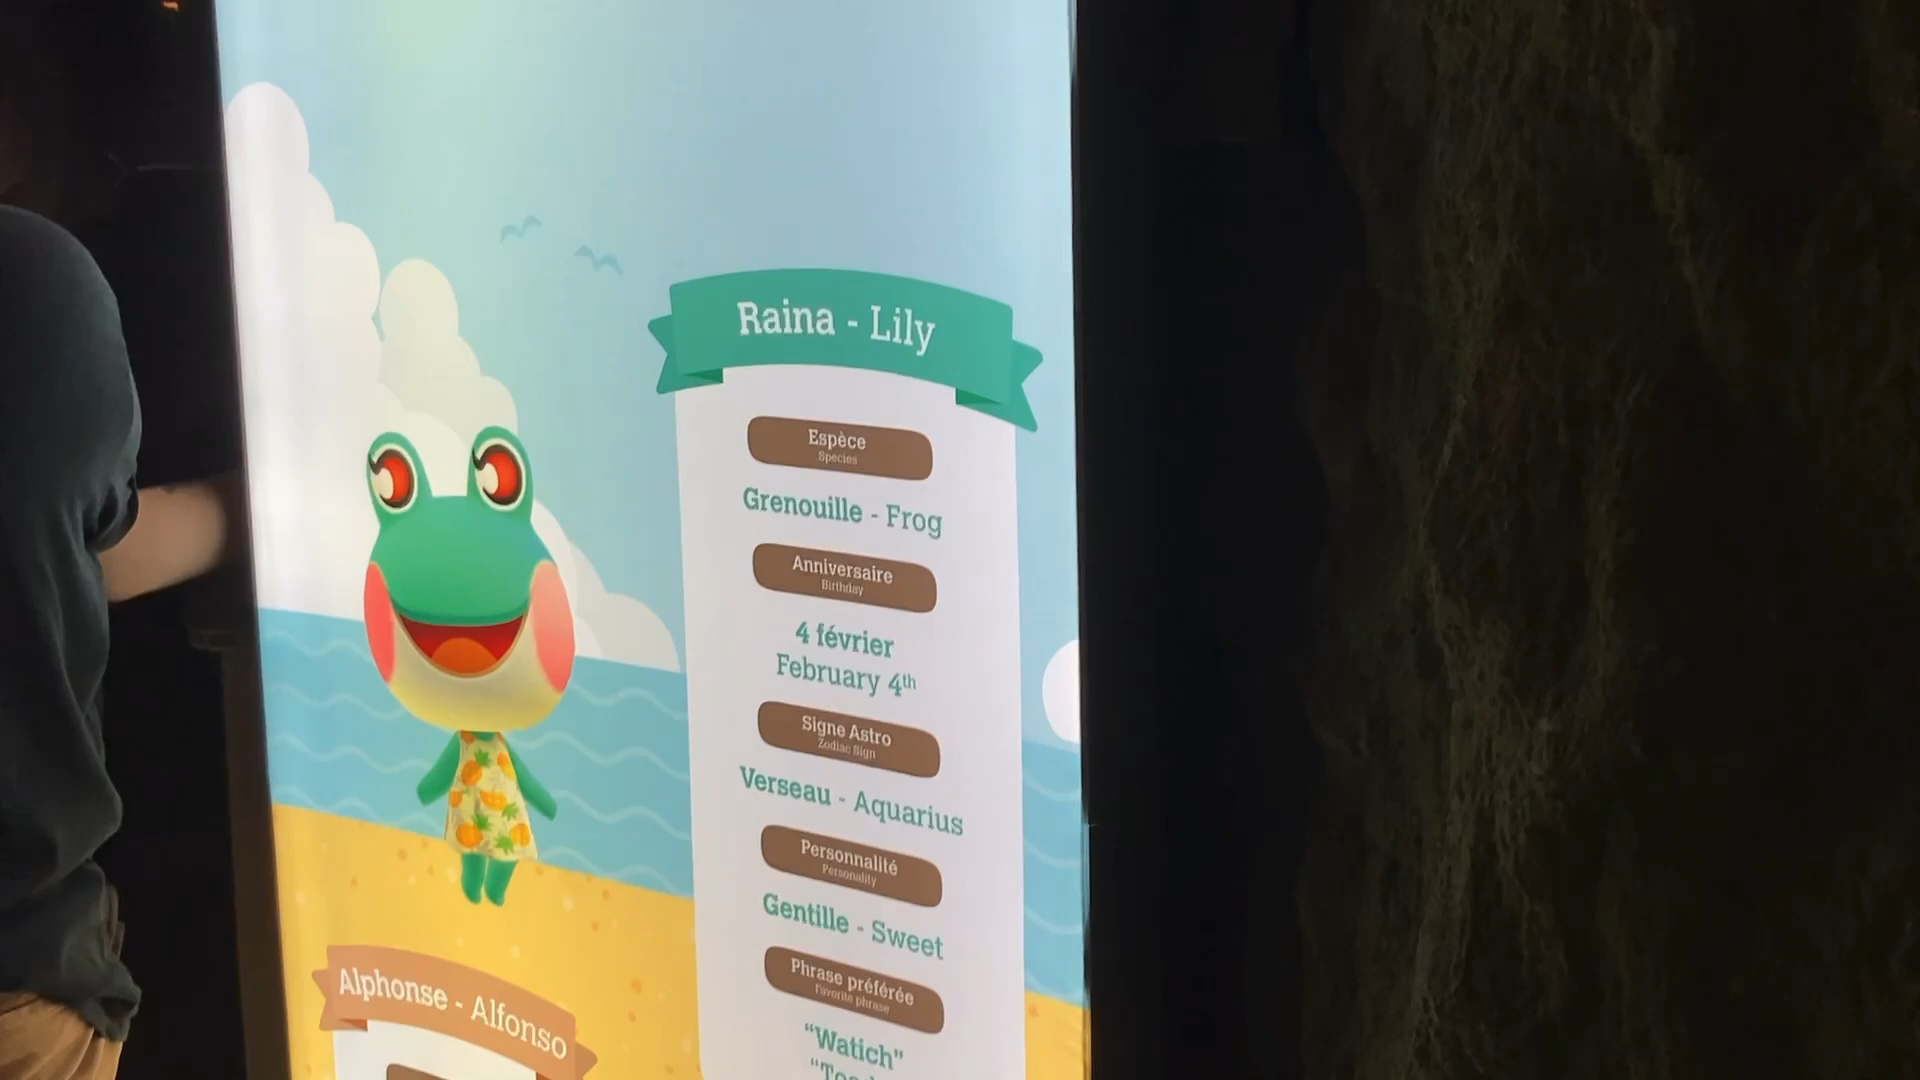 Raina - Lily
Espèce
Species
Grenouille - Frog
Anniversaire
Birthday
4 février
February 4th
Signe Astro
Zodiac Sign
Verseau - Aquarius
Personnalité
Personality
Gentille - Sweet
Phrase préférée
Favorite phrase
“Watich”
Alphonse - Alfonso